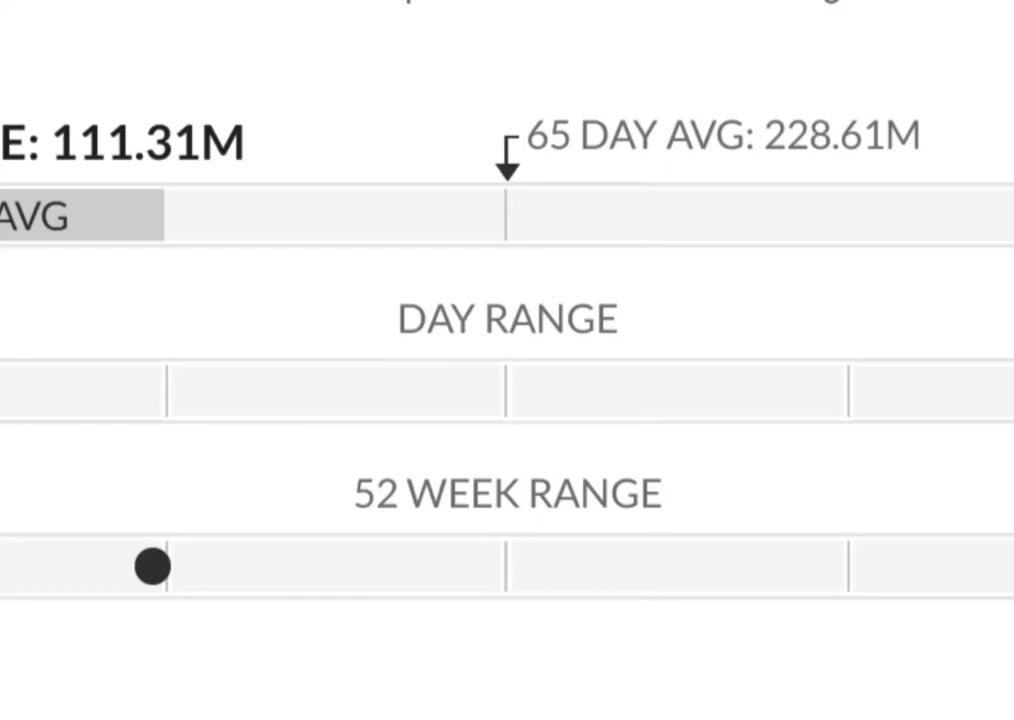 E: 111.31M
65 DAY AVG: 228.61M
AVG
DAY RANGE
52 WEEK RANGE